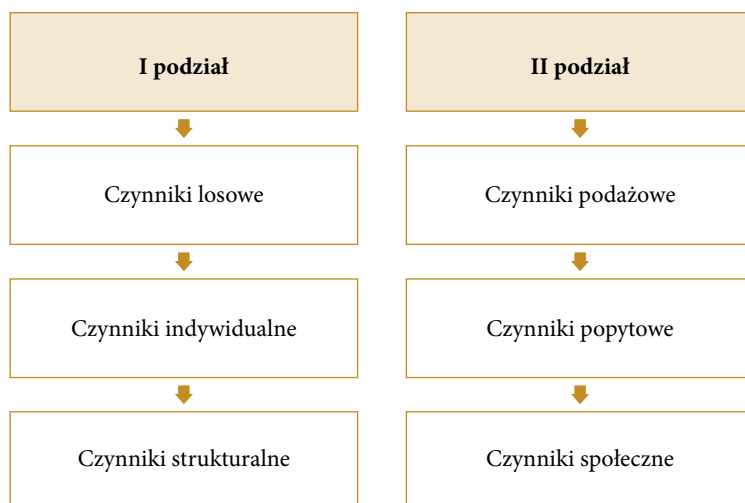 I podział
Czynniki losowe
Czynniki indywidualne
Czynniki strukturalne
II podział
Czynniki podażowe
Czynniki popytowe
Czynniki społeczne